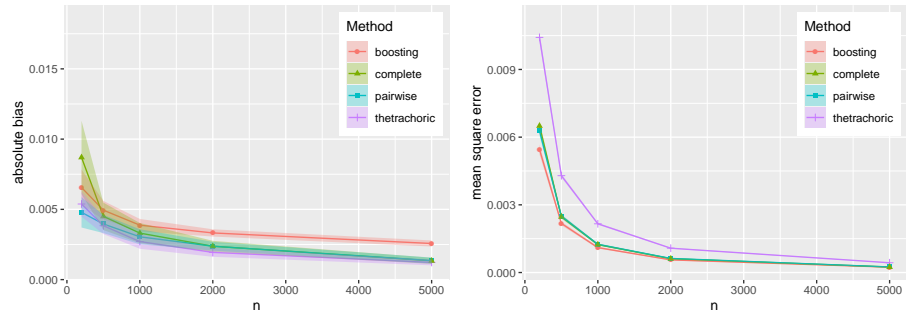 absolute bias
0.015
0.010
0.005
0.000
0
1000
2000
3000
4000
5000
n
Method
boosting
complete
pairwise
thetrachoric
mean square error
0.009
0.006
0.003
0.000
0
1000
2000
3000
4000
5000
n
Method
boosting
complete
pairwise
thetrachoric